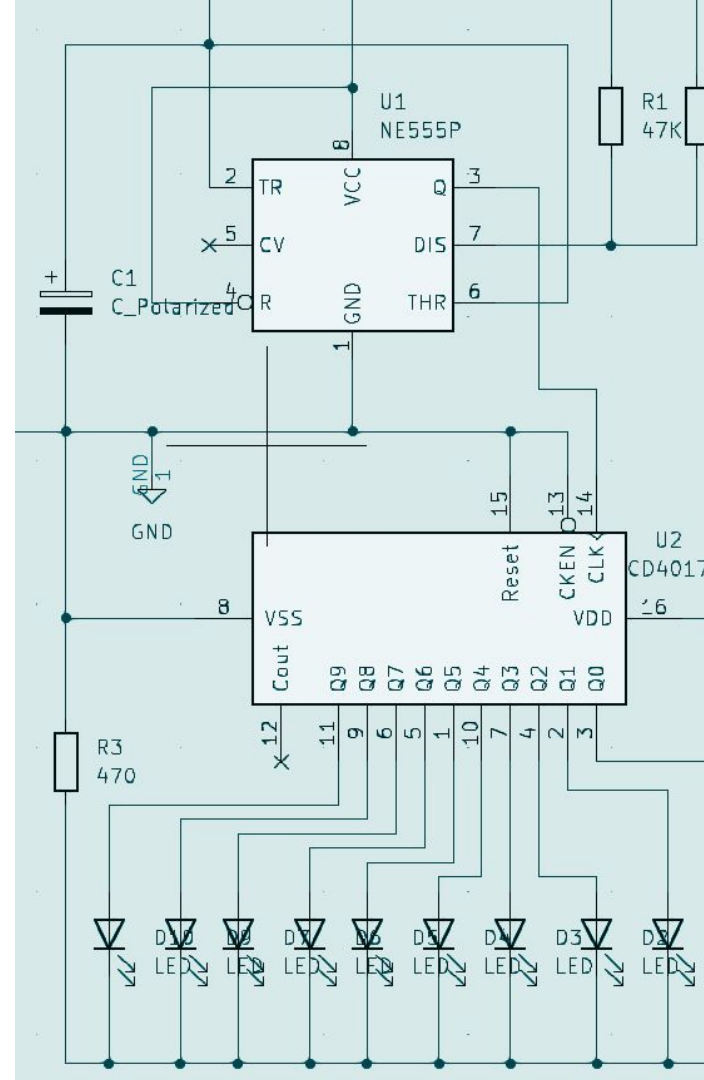 U1
NE555P
R1
47K
8
2
TR
VCC
Q
3
5
CV
DIS
7
4
R
GND
THR
6
1
C1
C_Polarized
GND
1
GND
15
13
14
U2
CD4017
Reset
CKEN
CLK
8
VSS
VDD
16
Cout
Q9
Q8
Q7
Q6
Q5
Q4
Q3
Q2
Q1
Q0
12
11
9
6
5
1
10
7
4
2
3
R3
470
D10
D9
D7
D6
D5
D4
D3
D2
LED
LED
LED
LED
LED
LED
LED
LED